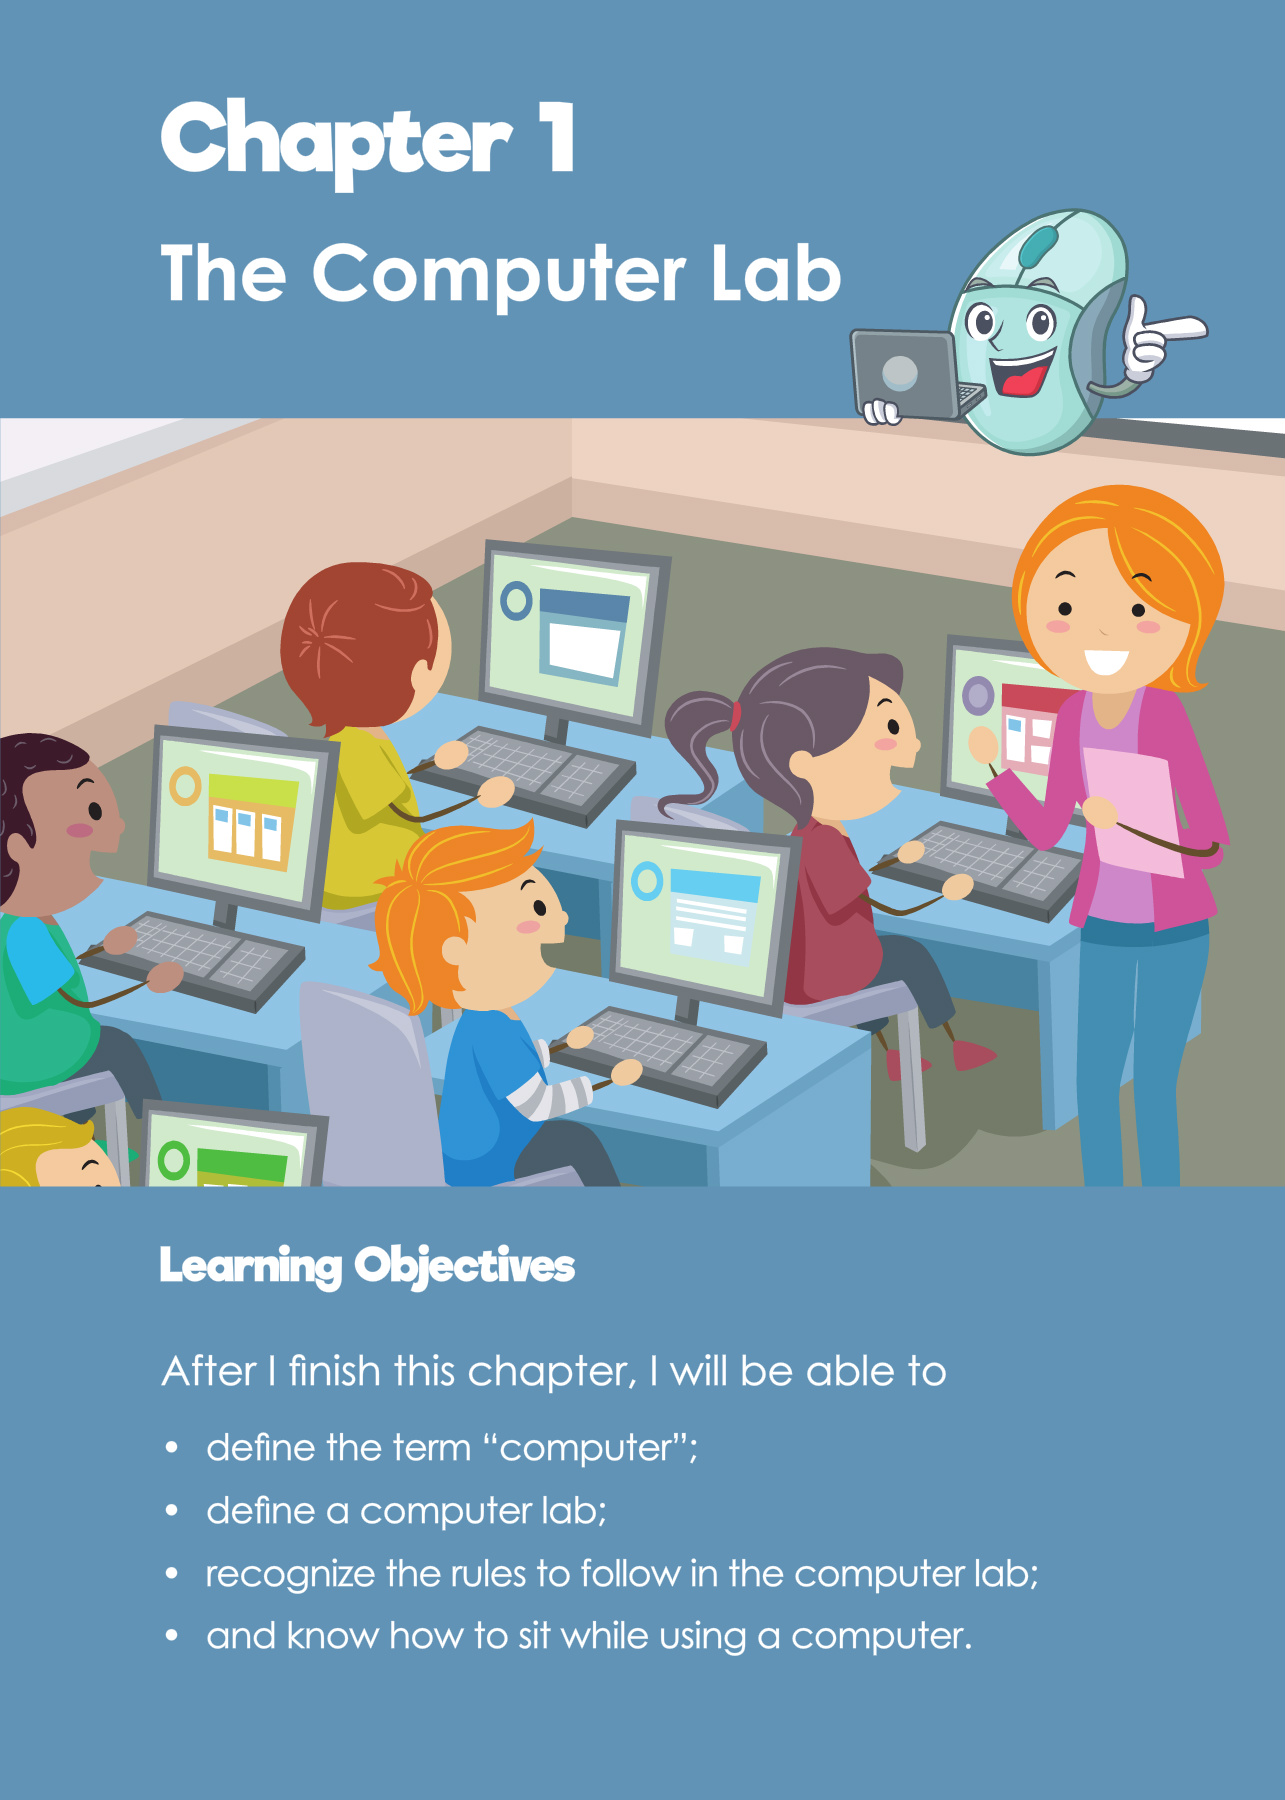 Chapter 1
The Computer Lab
Learning Objectives
After I finish this chapter, I will be able to
• define the term “computer”;
• define a computer lab;
• recognize the rules to follow in the computer lab;
• and know how to sit while using a computer.